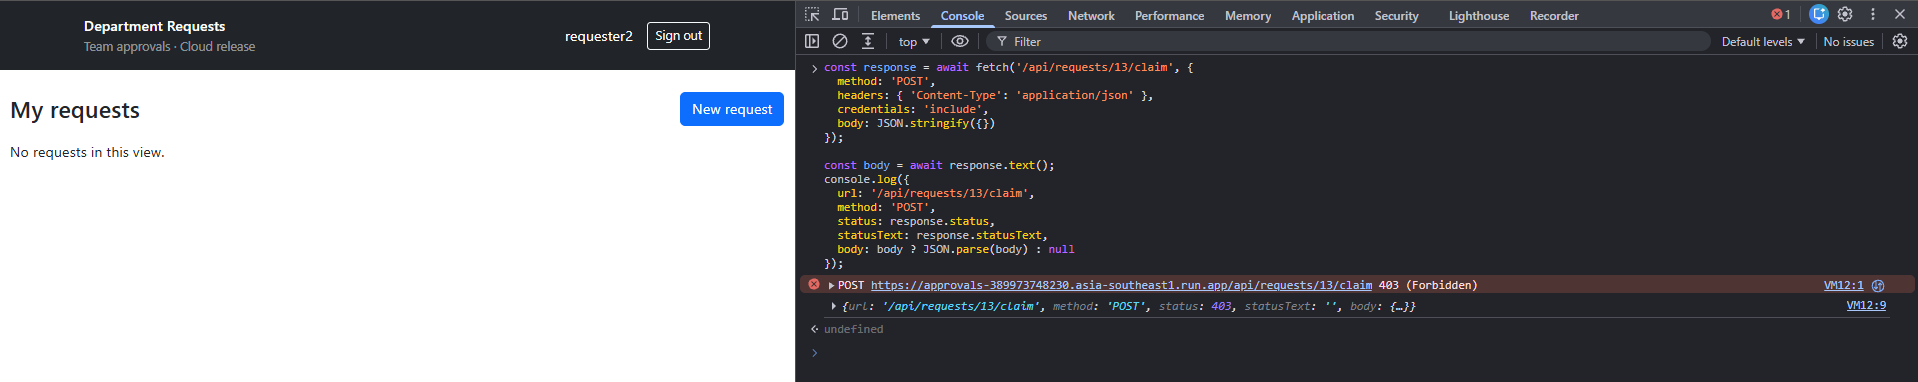 Department Requests
Team approvals · Cloud release
requester2
Sign out
My requests
New request
No requests in this view.
Elements Console Sources Network Performance Memory Application Security Lighthouse Recorder
1
top
Filter
Default levels
No issues
const response = await fetch('/api/requests/13/claim', {
method: 'POST',
headers: { 'Content-Type': 'application/json' },
credentials: 'include',
body: JSON.stringify({})
});
const body = await response.text();
console.log({
url: '/api/requests/13/claim',
method: 'POST',
status: response.status,
statusText: response.statusText,
body: body ? JSON.parse(body) : null
});
POST https://approvals-389973748230.asia-southeast1.run.app/api/requests/13/claim 403 (Forbidden) VM12:1
{url: '/api/requests/13/claim', method: 'POST', status: 403, statusText: '', body: {…}} VM12:9
undefined